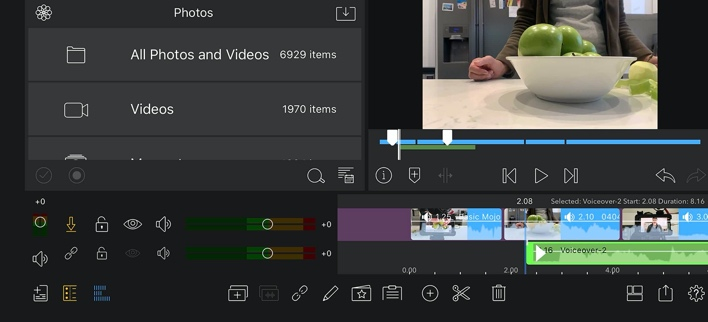 Photos
All Photos and Videos 6929 items
Videos 1970 items
+0
2.08 Selected: Voiceover-2 Start: 2.08 Duration: 8.16
1.25 Music Mojo 2.10 040 3.0
+0
16 Voiceover-2
+0
0.00 2.00 4.00